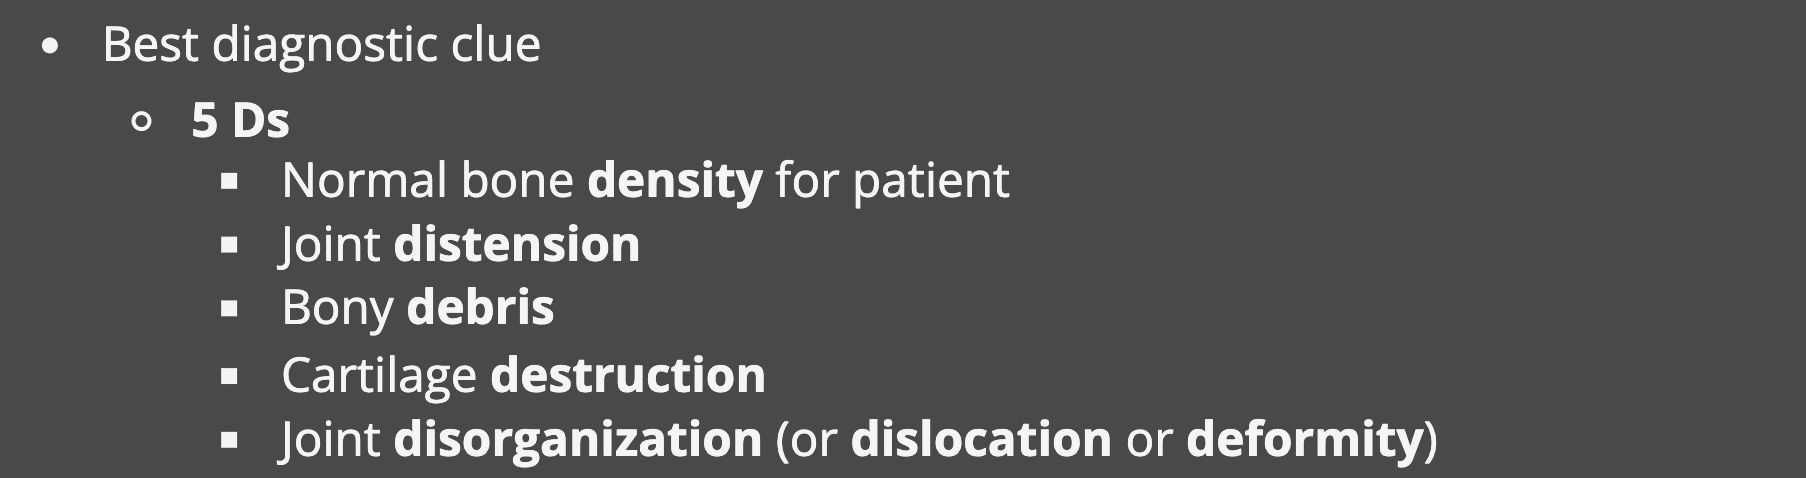 • Best diagnostic clue
◦ 5 Ds
▪ Normal bone density for patient
▪ Joint distension
▪ Bony debris
▪ Cartilage destruction
▪ Joint disorganization (or dislocation or deformity)